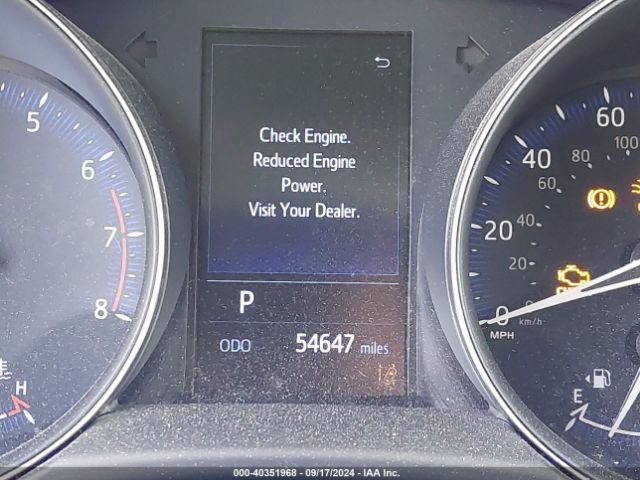 Check Engine.
Reduced Engine
Power.
Visit Your Dealer.
P
ODO 54647 miles
5
6
7
8
H
60
100
40
80
60
20
40
20
0
0
km/h
MPH
E
000-40351968 - 09/17/2024 - IAA Inc.